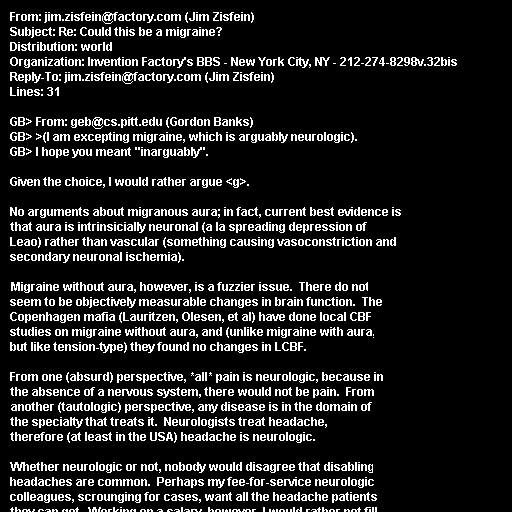 From: jim.zisfein@factory.com (Jim Zisfein)
Subject: Re: Could this be a migraine?
Distribution: world
Organization: Invention Factory's BBS - New York City, NY - 212-274-8298v.32bis
Reply-To: jim.zisfein@factory.com (Jim Zisfein)
Lines: 31

GB> From: geb@cs.pitt.edu (Gordon Banks)
GB> >(I am excepting migraine, which is arguably neurologic).
GB> I hope you meant "inarguably".

Given the choice, I would rather argue <g>.

No arguments about migranous aura; in fact, current best evidence is
that aura is intrinsicially neuronal (a la spreading depression of
Leao) rather than vascular (something causing vasoconstriction and
secondary neuronal ischemia).

Migraine without aura, however, is a fuzzier issue.  There do not
seem to be objectively measurable changes in brain function.  The
Copenhagen mafia (Lauritzen, Olesen, et al) have done local CBF
studies on migraine without aura, and (unlike migraine with aura,
but like tension-type) they found no changes in LCBF.

From one (absurd) perspective, *all* pain is neurologic, because in
the absence of a nervous system, there would not be pain.  From
another (tautologic) perspective, any disease is in the domain of
the specialty that treats it.  Neurologists treat headache,
therefore (at least in the USA) headache is neurologic.

Whether neurologic or not, nobody would disagree that disabling
headaches are common.  Perhaps my fee-for-service neurologic
colleagues, scrounging for cases, want all the headache patients
they can get.  Working on a salary, however, I would rather not fill